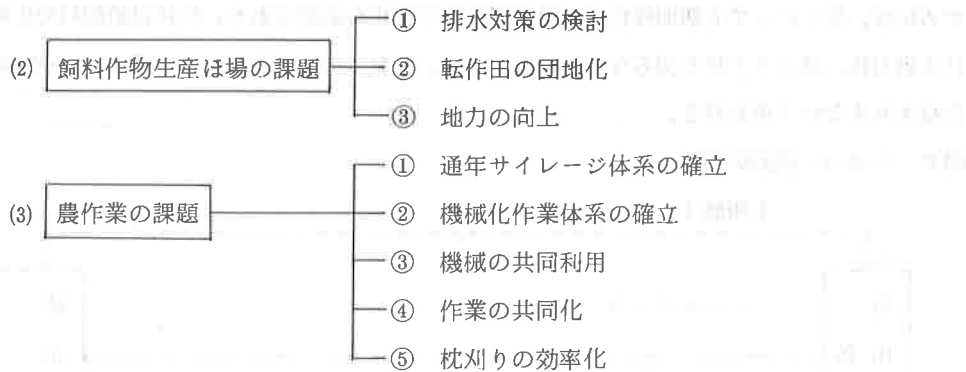 ① 排水対策の検討
(2) 飼料作物生産ほ場の課題 ② 転作田の団地化
③ 地力の向上
① 通年サイレージ体系の確立
(3) 農作業の課題 ② 機械化作業体系の確立
③ 機械の共同利用
④ 作業の共同化
⑤ 枕刈りの効率化